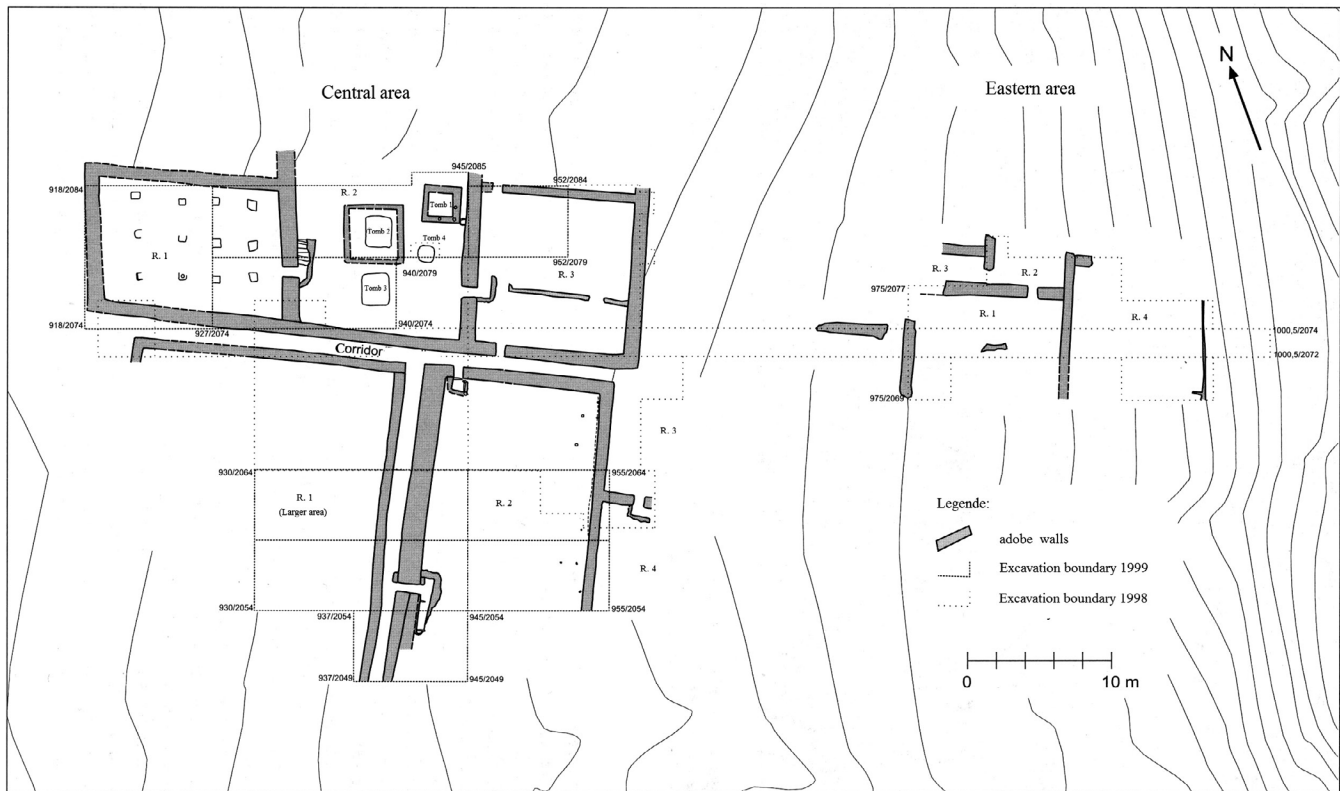 Central area
Eastern area
N
945/2085
952/2084
918/2084
R. 2
Tomb 1
Tomb 2
Tomb 4
R. 1
952/2079
940/2079
R. 3
Tomb 3
918/2074
927/2074
940/2074
Corridor
R. 3
R. 2
975/2077
R. 1
R. 4
1000,5/2074
1000,5/2072
975/2069
R. 3
930/2064
955/2064
R. 1
(Larger area)
R. 2
R. 4
930/2054
937/2054
945/2054
955/2054
937/2049
945/2049
Legende:
adobe walls
Excavation boundary 1999
Excavation boundary 1998
0
10 m